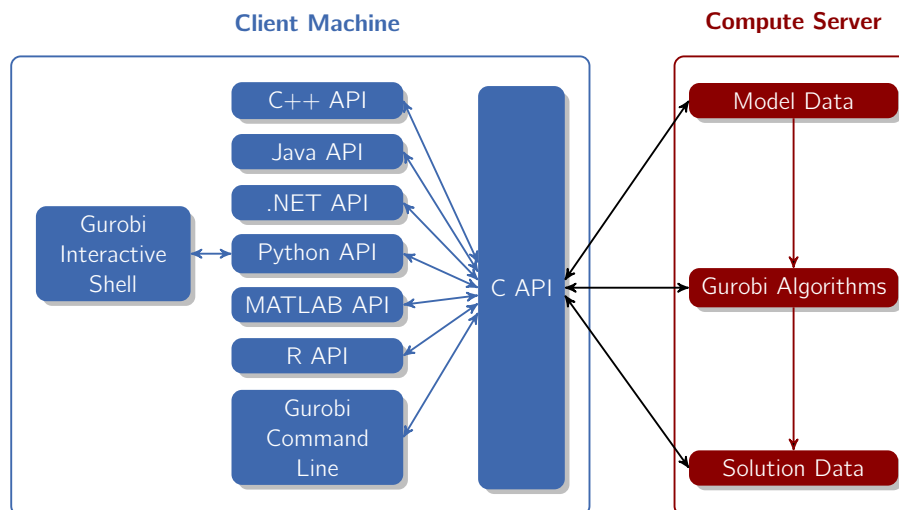 Client Machine
Compute Server
C++ API
Java API
.NET API
Python API
MATLAB API
R API
Gurobi
Command
Line
Gurobi
Interactive
Shell
C API
Model Data
Gurobi Algorithms
Solution Data